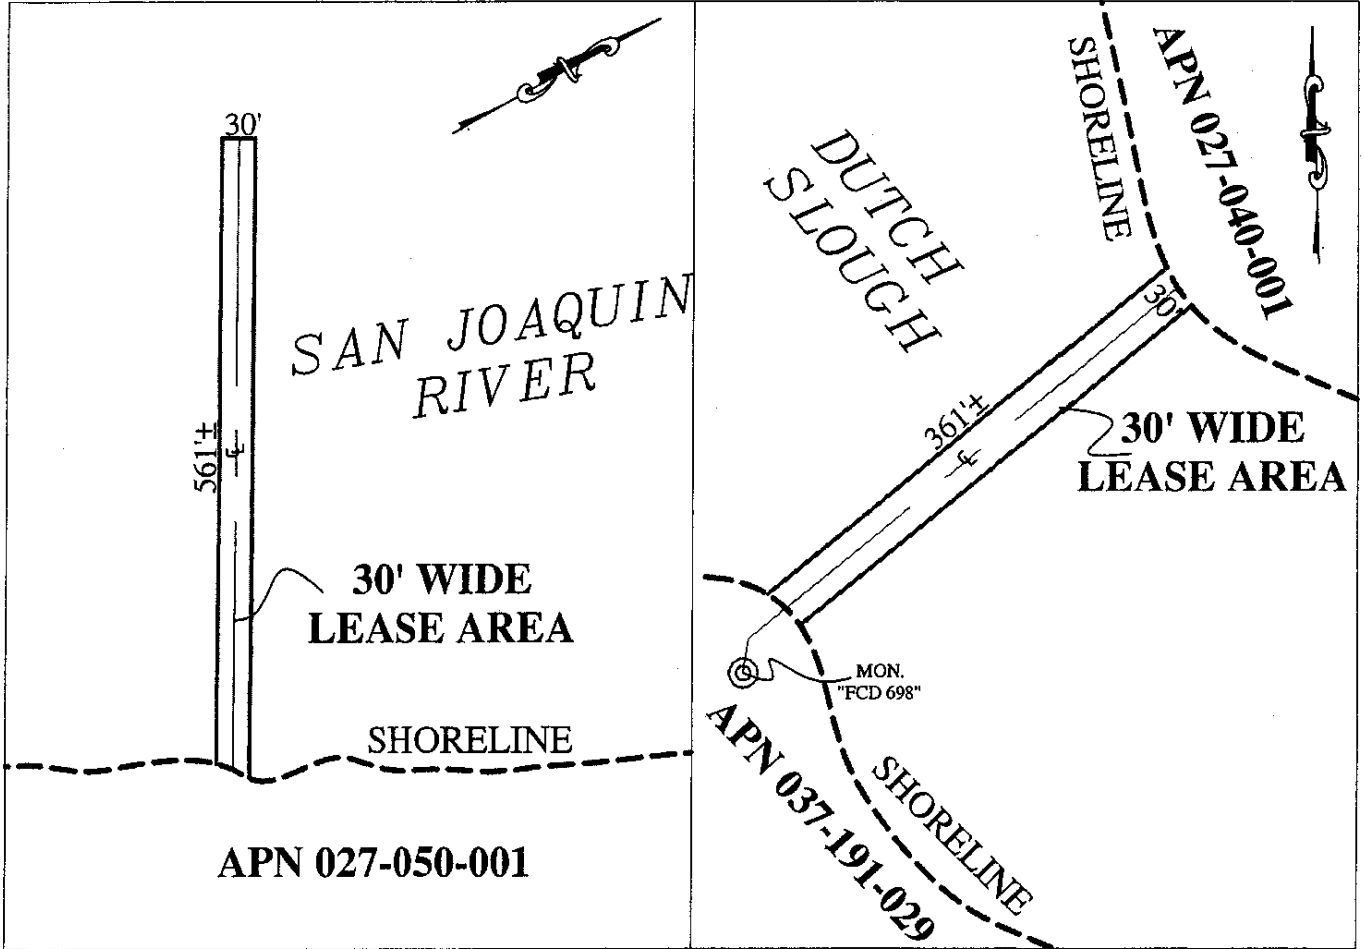 30'
SAN JOAQUIN
RIVER
561'±
℄
30' WIDE
LEASE AREA
SHORELINE
APN 027-050-001
SHORELINE
APN 027-040-001
DUTCH
SLOUGH
30'
361'±
℄
30' WIDE
LEASE AREA
MON.
"FCD 698"
APN 037-191-029
SHORELINE